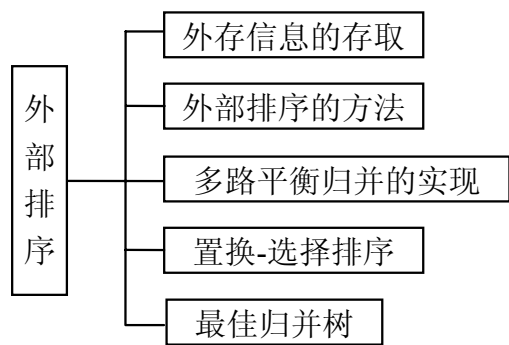 外部排序
外存信息的存取
外部排序的方法
多路平衡归并的实现
置换-选择排序
最佳归并树